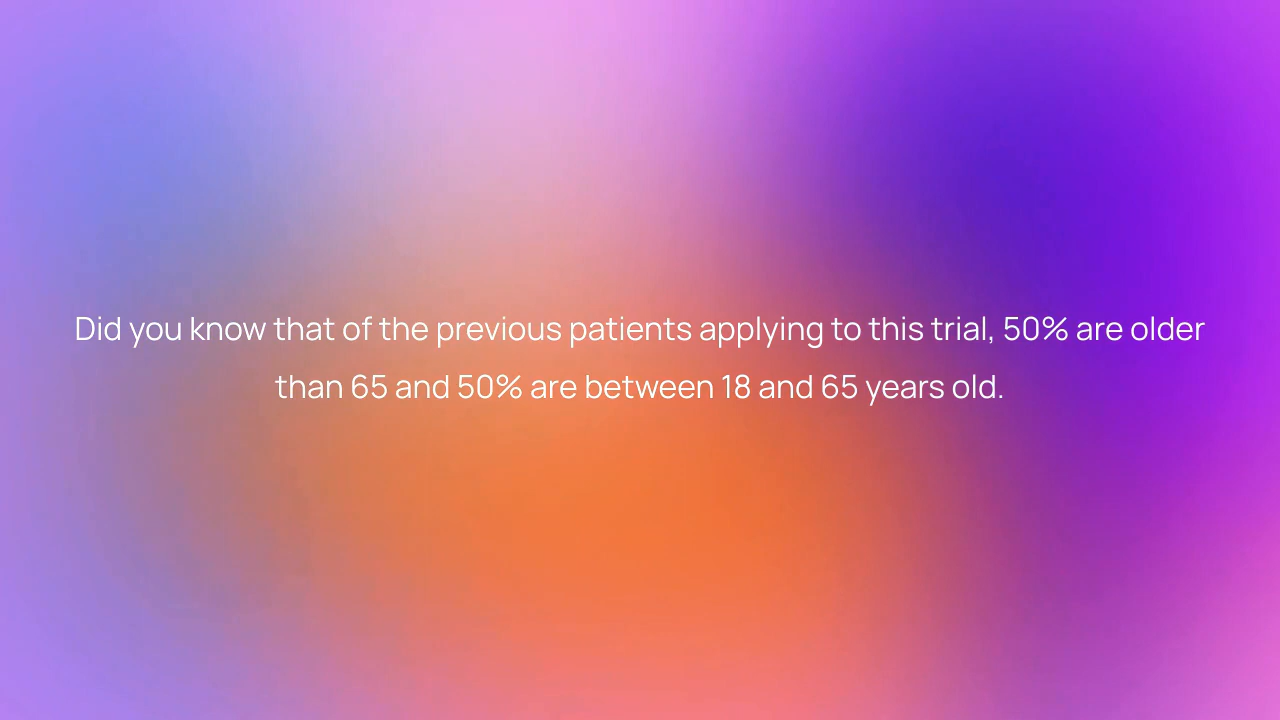 Did you know that of the previous patients applying to this trial, 50% are older
than 65 and 50% are between 18 and 65 years old.